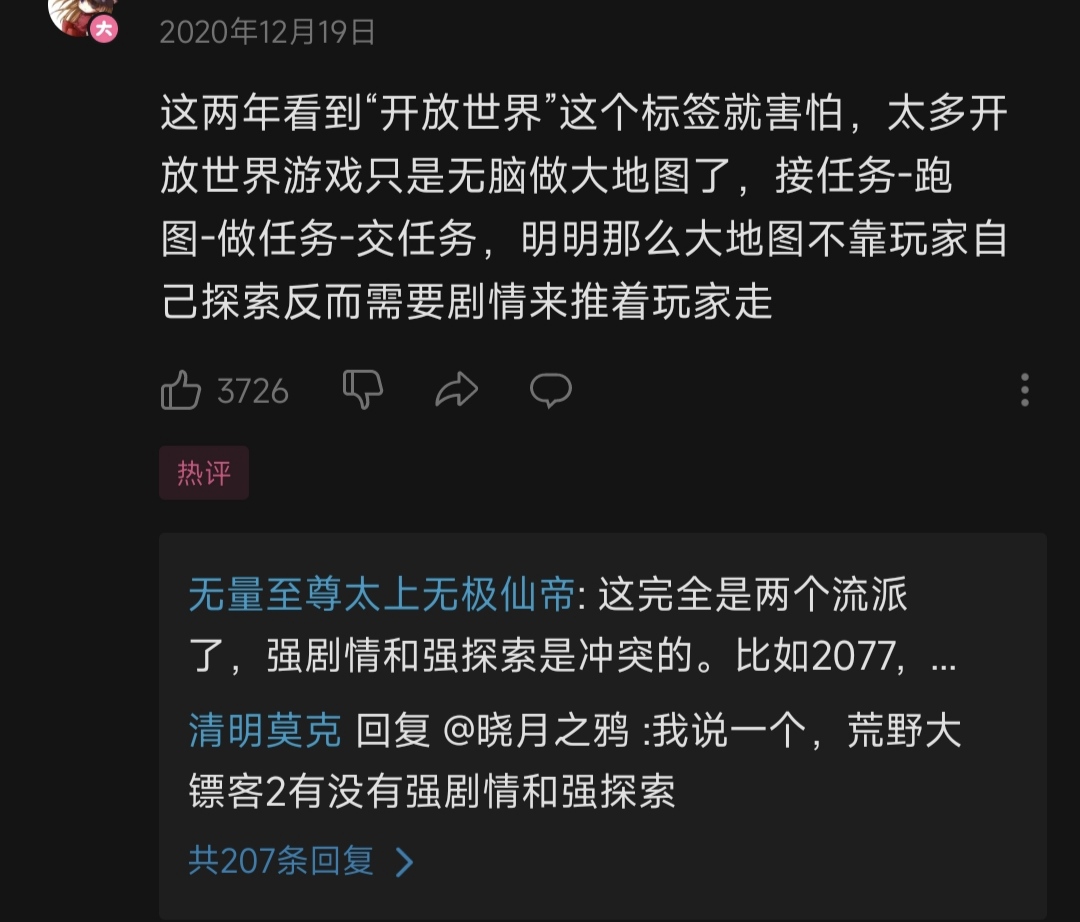 大
2020年12月19日
这两年看到“开放世界”这个标签就害怕，太多开
放世界游戏只是无脑做大地图了，接任务-跑
图-做任务-交任务，明明那么大地图不靠玩家自
己探索反而需要剧情来推着玩家走
3726
热评
无量至尊太上无极仙帝: 这完全是两个流派
了，强剧情和强探索是冲突的。比如2077，...
清明莫克 回复 @晓月之鸦 :我说一个，荒野大
镖客2有没有强剧情和强探索
共207条回复